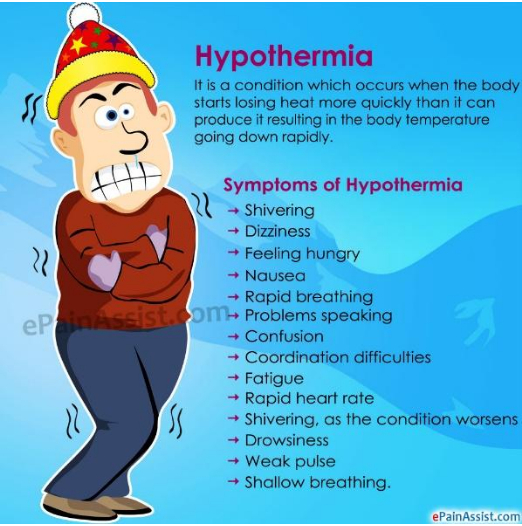 Hypothermia
It is a condition which occurs when the body
starts losing heat more quickly than it can
produce it resulting in the body temperature
going down rapidly.
Symptoms of Hypothermia
→ Shivering
→ Dizziness
→ Feeling hungry
→ Nausea
→ Rapid breathing
ePainAssist.com
→ Problems speaking
→ Confusion
→ Coordination difficulties
→ Fatigue
→ Rapid heart rate
→ Shivering, as the condition worsens
→ Drowsiness
→ Weak pulse
→ Shallow breathing.
ePainAssist.com